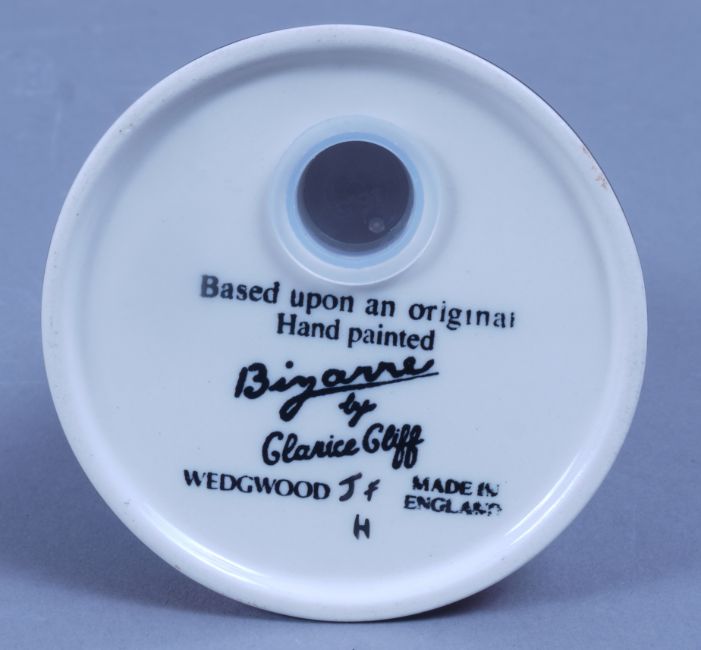 Based upon an original
Hand painted
Bizarre
by
Clarice Cliff
WEDGWOOD JF
H
MADE IN
ENGLAND